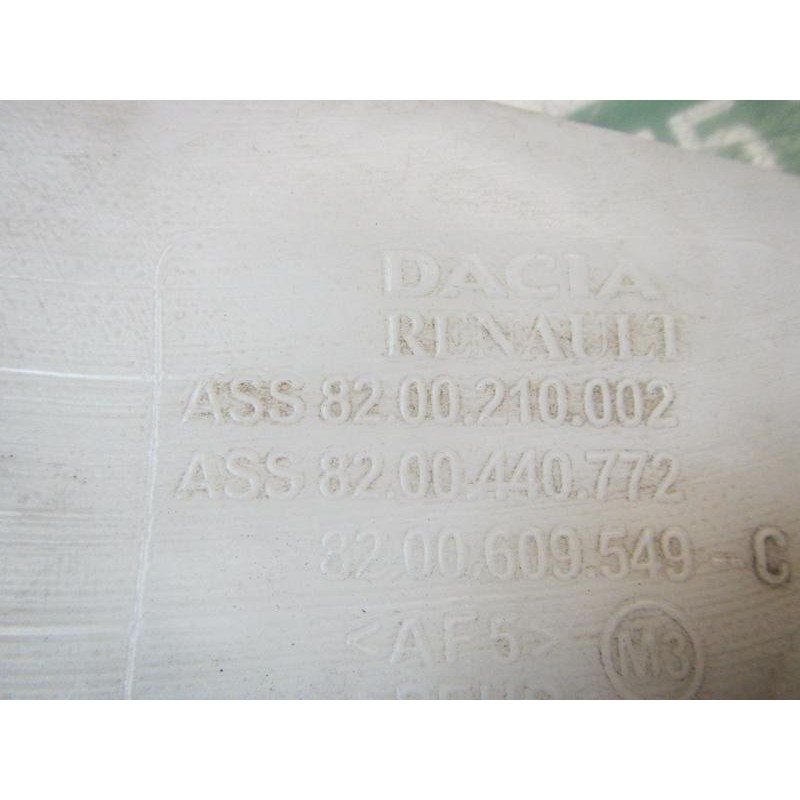 DACIA
RENAULT
ASS 82.00.210.002
ASS 82.00.440.772
82.00.609.549 - C
<AF5> M3